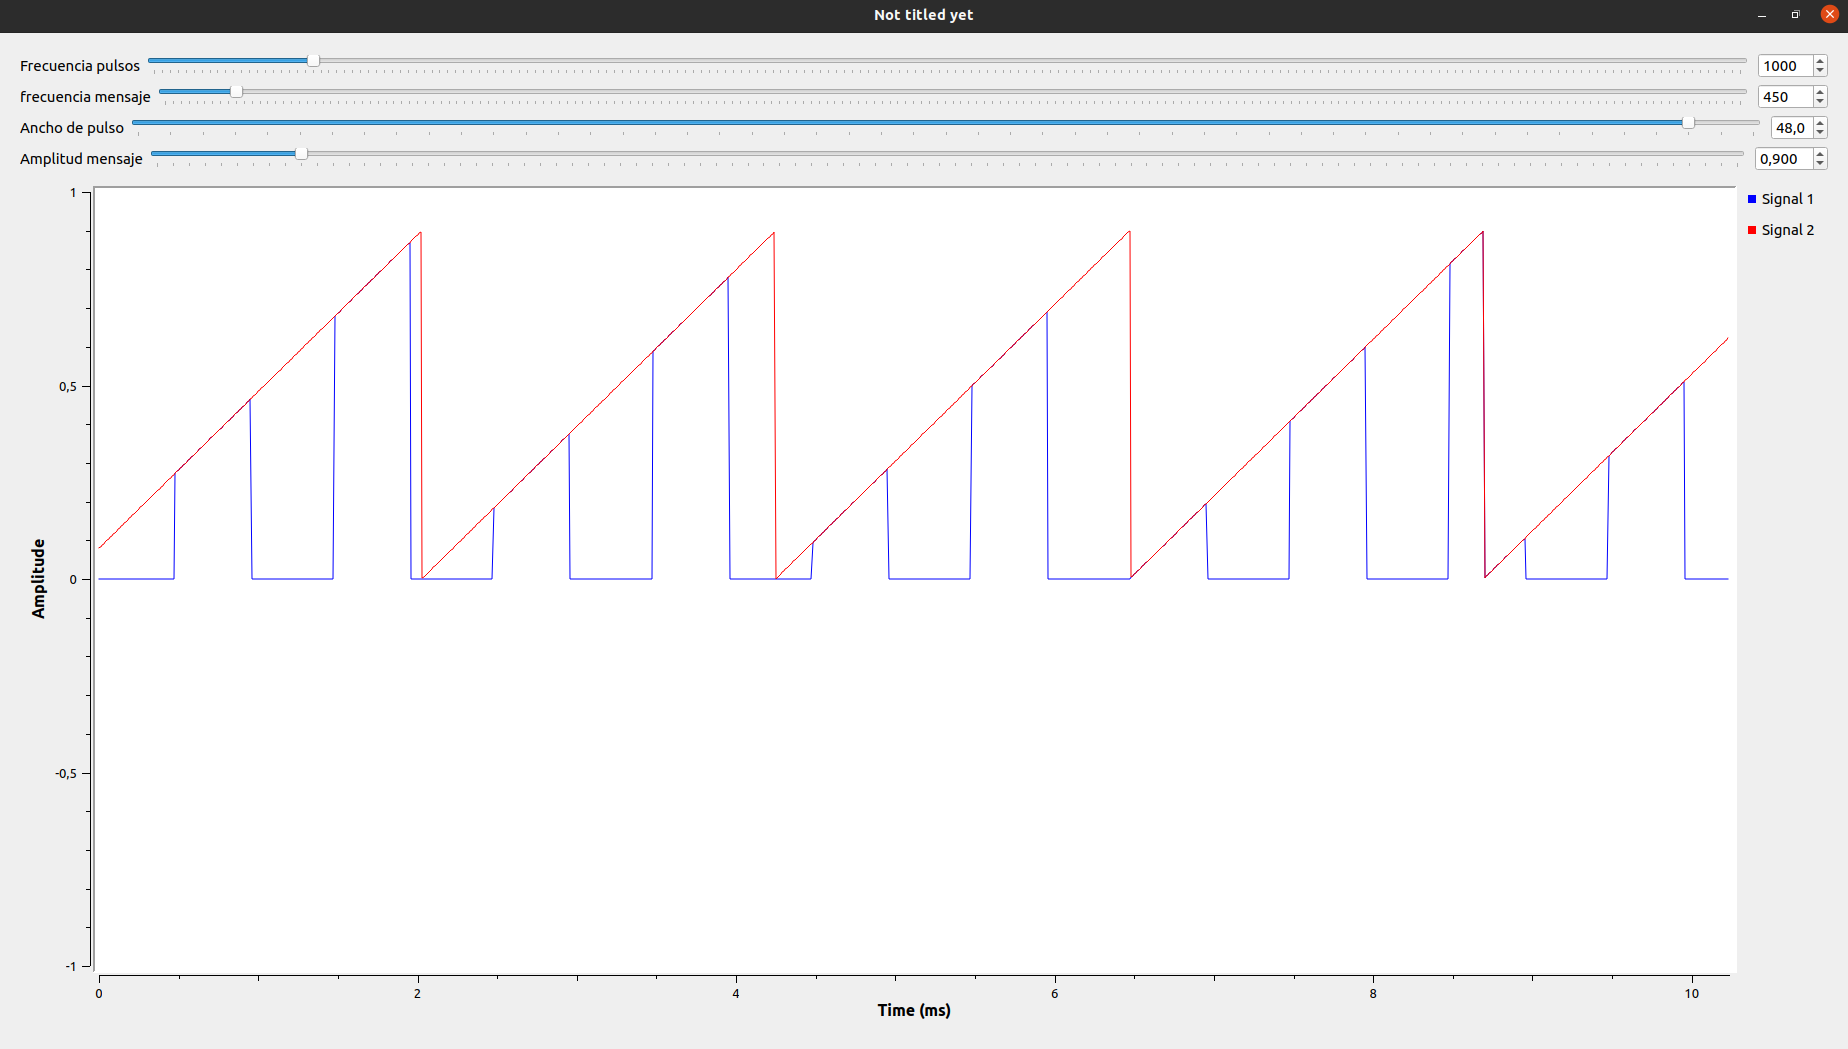 Not titled yet
Frecuencia pulsos 1000
frecuencia mensaje 450
Ancho de pulso 48,0
Amplitud mensaje 0,900
Signal 1
Signal 2
1
0,5
0
-0,5
-1
Amplitude
0 2 4 6 8 10
Time (ms)